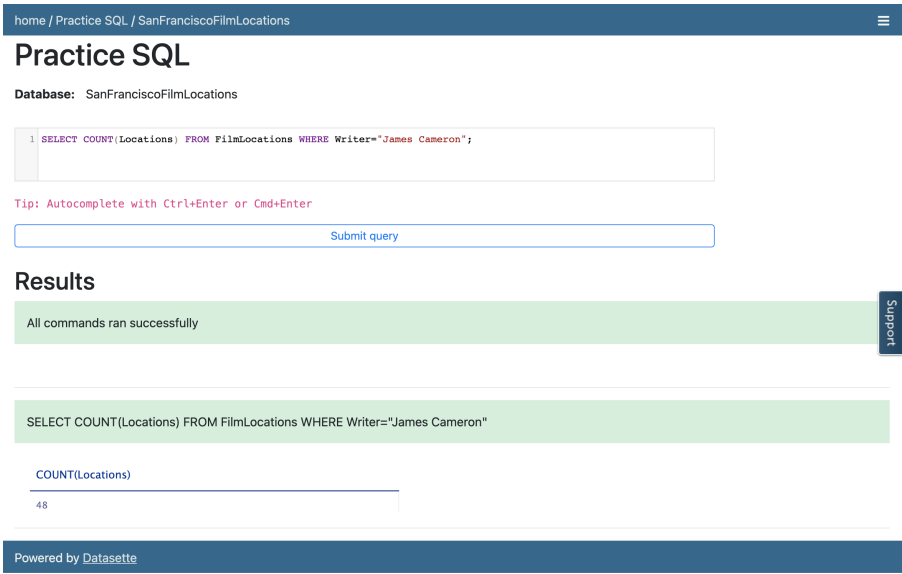 home / Practice SQL / SanFranciscoFilmLocations
Practice SQL
Database: SanFranciscoFilmLocations
1 SELECT COUNT(Locations) FROM FilmLocations WHERE Writer="James Cameron";
Tip: Autocomplete with Ctrl+Enter or Cmd+Enter
Submit query
Results
Support
All commands ran successfully
SELECT COUNT(Locations) FROM FilmLocations WHERE Writer="James Cameron"
COUNT(Locations)
48
Powered by Datasette